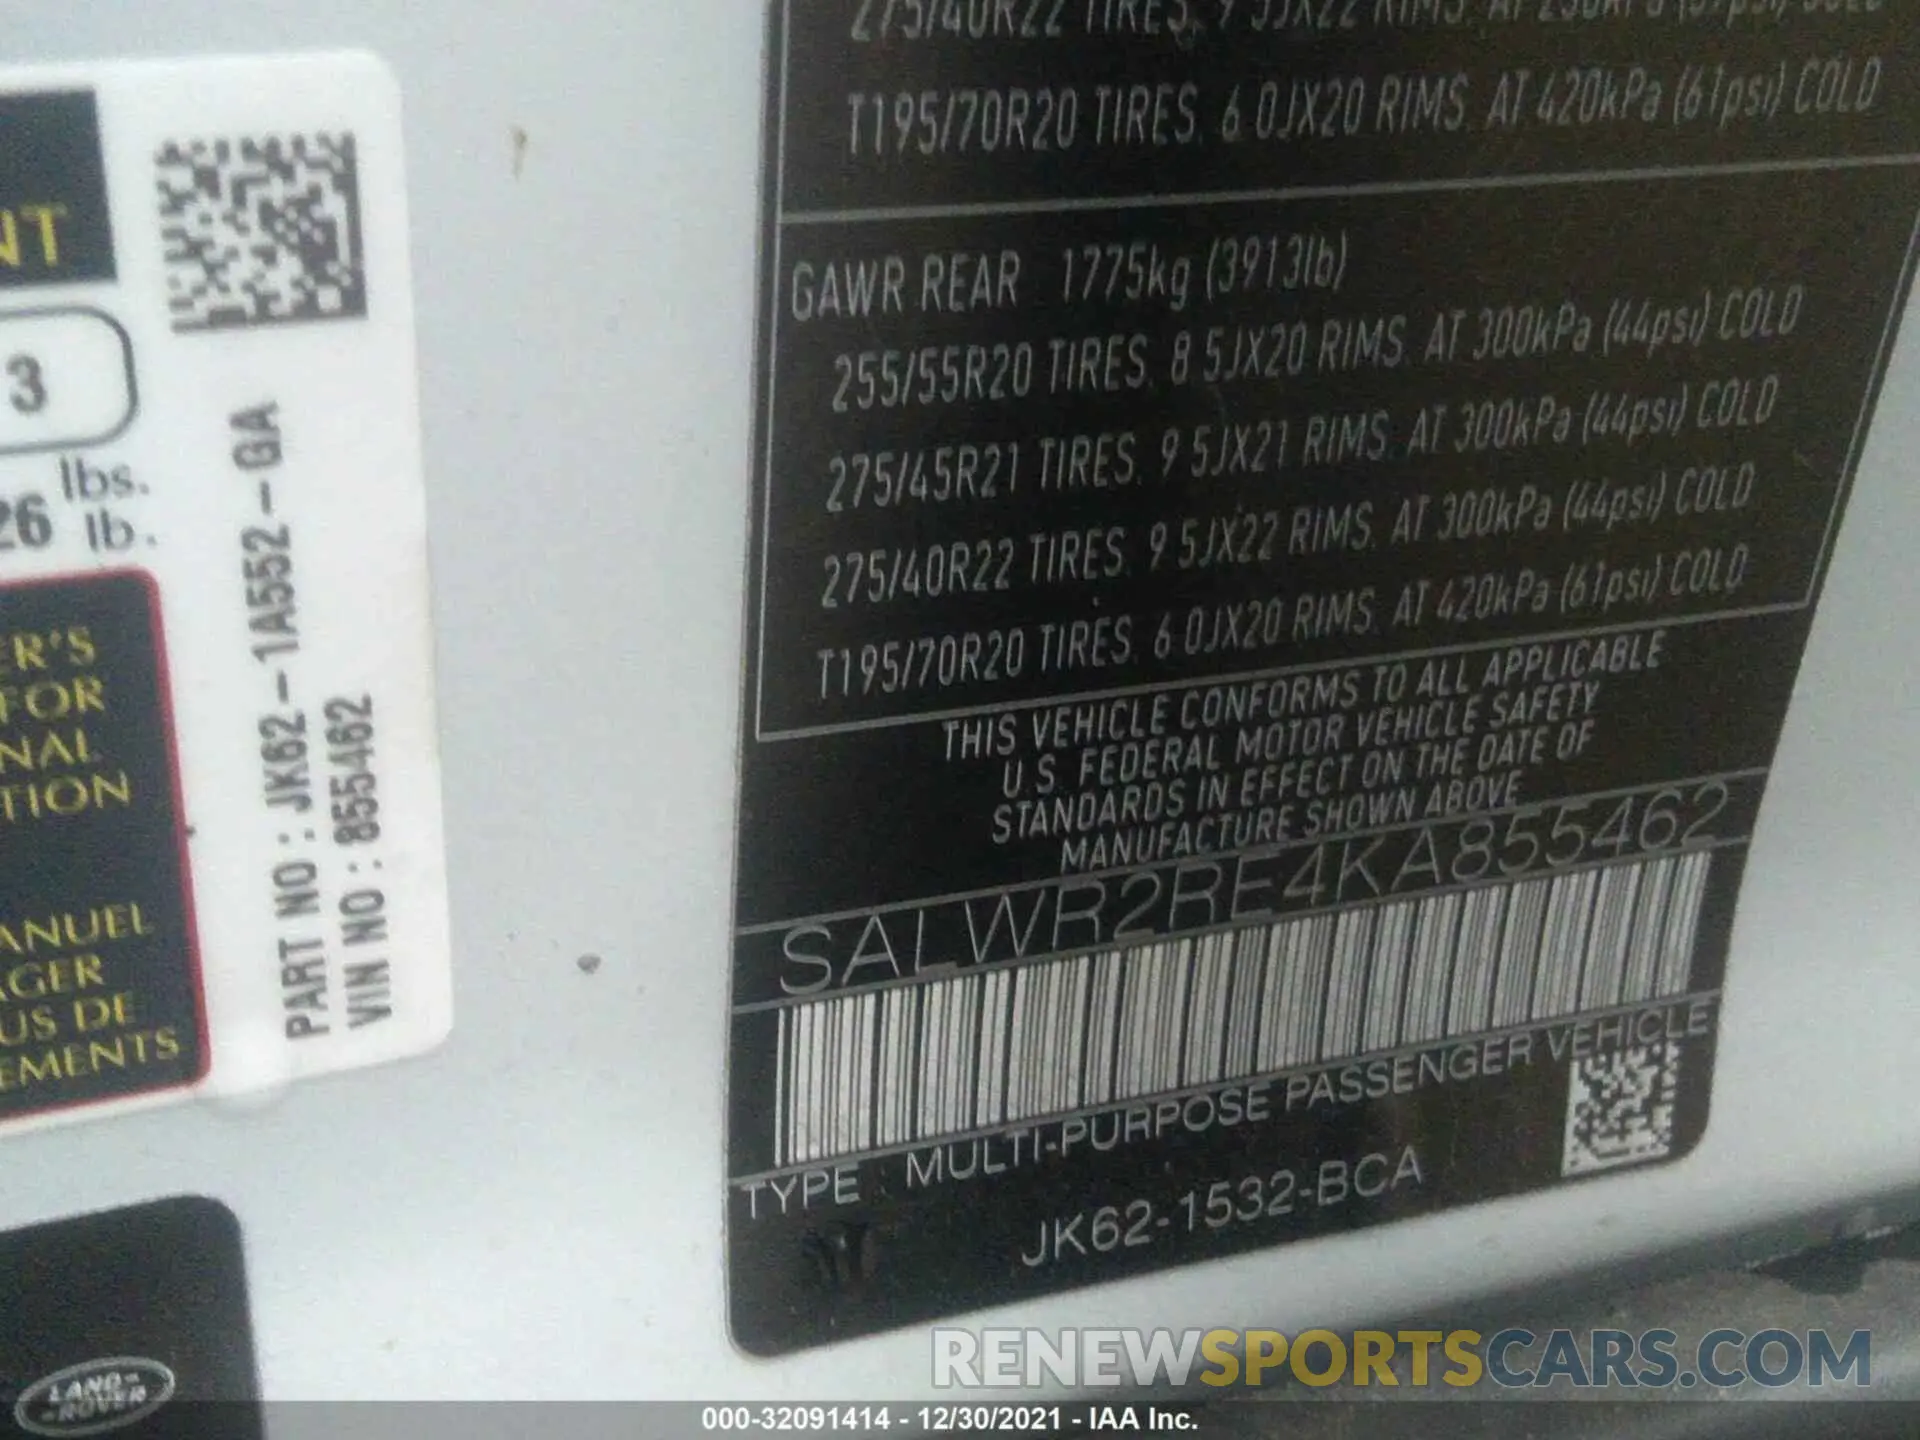 NT
3
lbs.
26 lb.
ER'S
FOR
NAL
TION
ANUEL
AGER
US DE
EMENTS
PART NO : JK62-1A552-GA
VIN NO : 855462
LAND-
-ROVER
275/40R22 TIRES. 9 5JX22 RIMS. AT 250kPa (37psi) COLD
T195/70R20 TIRES. 6 0JX20 RIMS. AT 420kPa (61psi) COLD
GAWR REAR 1775kg (3913lb)
255/55R20 TIRES. 8 5JX20 RIMS. AT 300kPa (44psi) COLD
275/45R21 TIRES. 9 5JX21 RIMS. AT 300kPa (44psi) COLD
275/40R22 TIRES. 9 5JX22 RIMS. AT 300kPa (44psi) COLD
T195/70R20 TIRES. 6 0JX20 RIMS. AT 420kPa (61psi) COLD
THIS VEHICLE CONFORMS TO ALL APPLICABLE
U.S. FEDERAL MOTOR VEHICLE SAFETY
STANDARDS IN EFFECT ON THE DATE OF
MANUFACTURE SHOWN ABOVE
SALWR2RE4KA855462
TYPE : MULTI-PURPOSE PASSENGER VEHICLE
JK62-1532-BCA
RENEWSPORTSCARS.COM
000-32091414 - 12/30/2021 - IAA Inc.